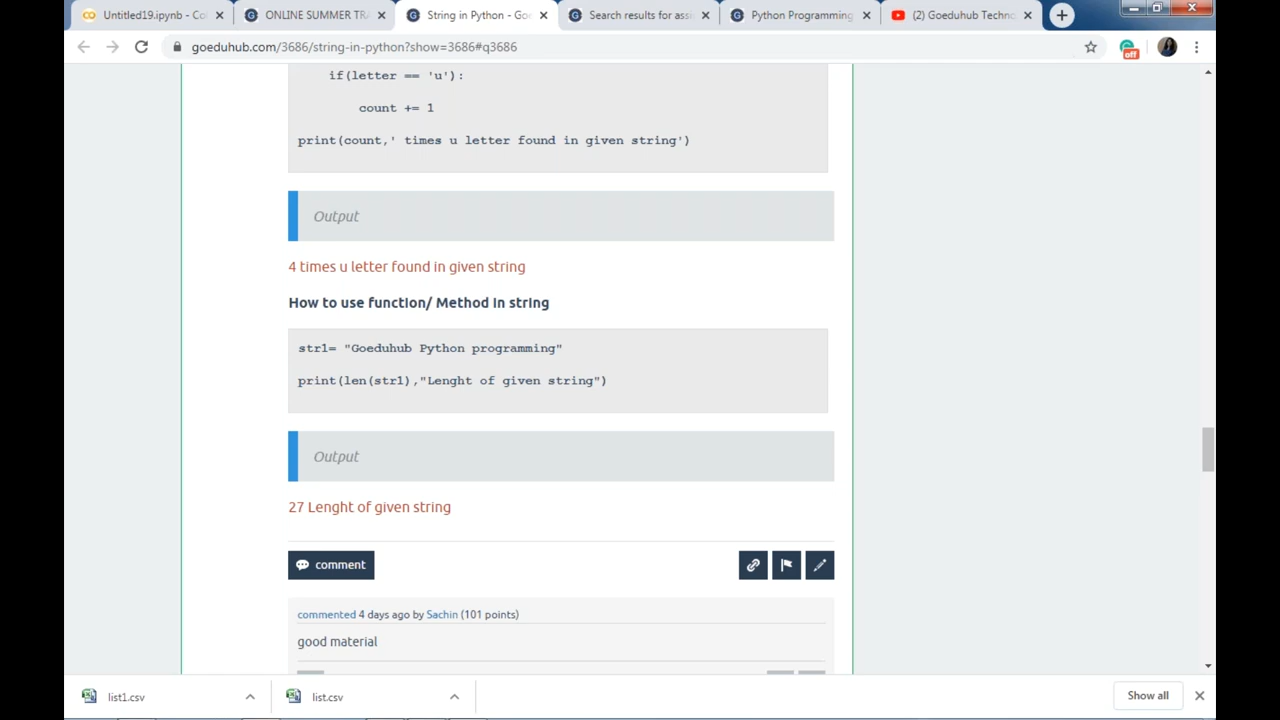 Untitled19.ipynb - Co
ONLINE SUMMER TRA
String in Python - Go
Search results for assi
Python Programming
(2) Goeduhub Techno
goeduhub.com/3686/string-in-python?show=3686#q3686
off
if(letter == 'u'):
count += 1
print(count,' times u letter found in given string')
Output
4 times u letter found in given string
How to use function/ Method in string
str1= "Goeduhub Python programming"
print(len(str1),"Lenght of given string")
Output
27 Lenght of given string
comment
commented 4 days ago by Sachin (101 points)
good material
list1.csv
list.csv
Show all